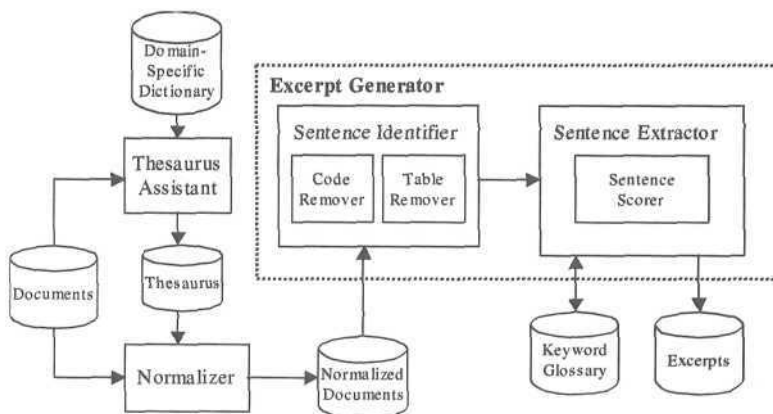 Domain-
Specific
Dictionary
Excerpt Generator
Sentence Identifier
Sentence Extractor
Thesaurus
Assistant
Code
Remover
Table
Remover
Sentence
Scorer
Documents
Thesaurus
Normalizer
Normalized
Documents
Keyword
Glossary
Excerpts